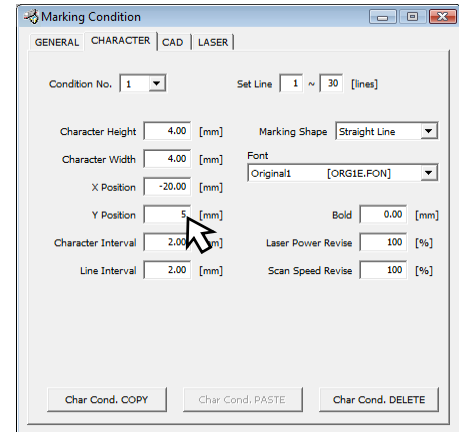 Marking Condition
GENERAL CHARACTER CAD LASER
Condition No. 1 Set Line 1 ~ 30 [lines]
Character Height 4.00 [mm] Marking Shape Straight Line
Character Width 4.00 [mm] Font
Original1 [ORG1E.FON]
X Position -20.00 [mm]
Y Position 5 [mm] Bold 0.00 [mm]
Character Interval 2.00 [mm] Laser Power Revise 100 [%]
Line Interval 2.00 [mm] Scan Speed Revise 100 [%]
Char Cond. COPY Char Cond. PASTE Char Cond. DELETE